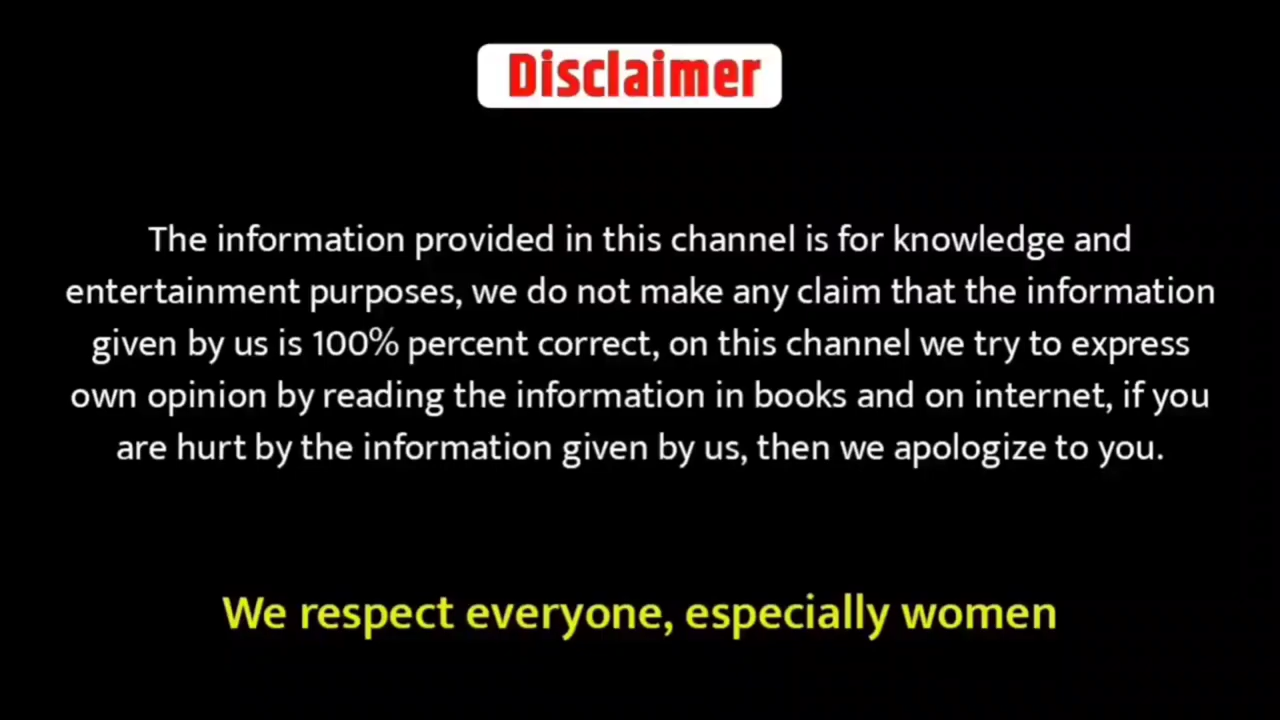 Disclaimer
The information provided in this channel is for knowledge and
entertainment purposes, we do not make any claim that the information
given by us is 100% percent correct, on this channel we try to express
own opinion by reading the information in books and on internet, if you
are hurt by the information given by us, then we apologize to you.
We respect everyone, especially women